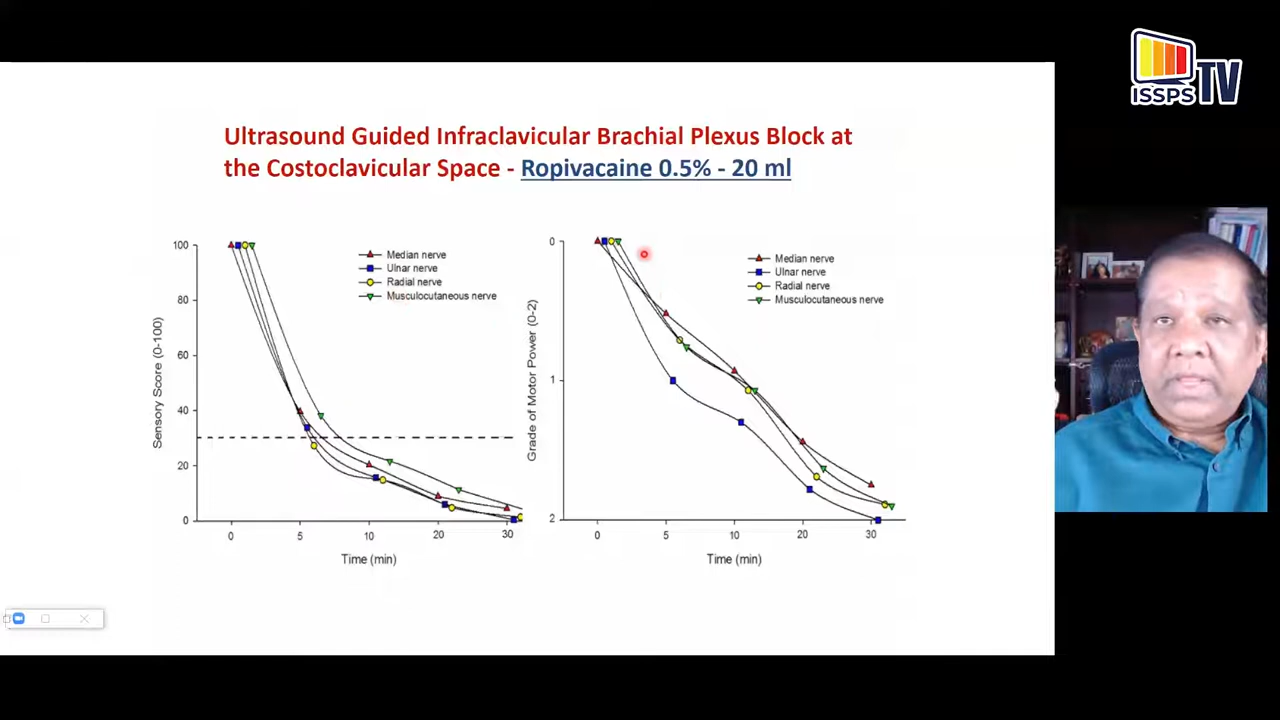 ISSPS TV
Ultrasound Guided Infraclavicular Brachial Plexus Block at
the Costoclavicular Space - Ropivacaine 0.5% - 20 ml
Sensory Score (0-100)
100
80
60
40
20
0
Median nerve
Ulnar nerve
Radial nerve
Musculocutaneous nerve
0 5 10 20 30
Time (min)
Grade of Motor Power (0-2)
0
1
2
Median nerve
Ulnar nerve
Radial nerve
Musculocutaneous nerve
0 5 10 20 30
Time (min)